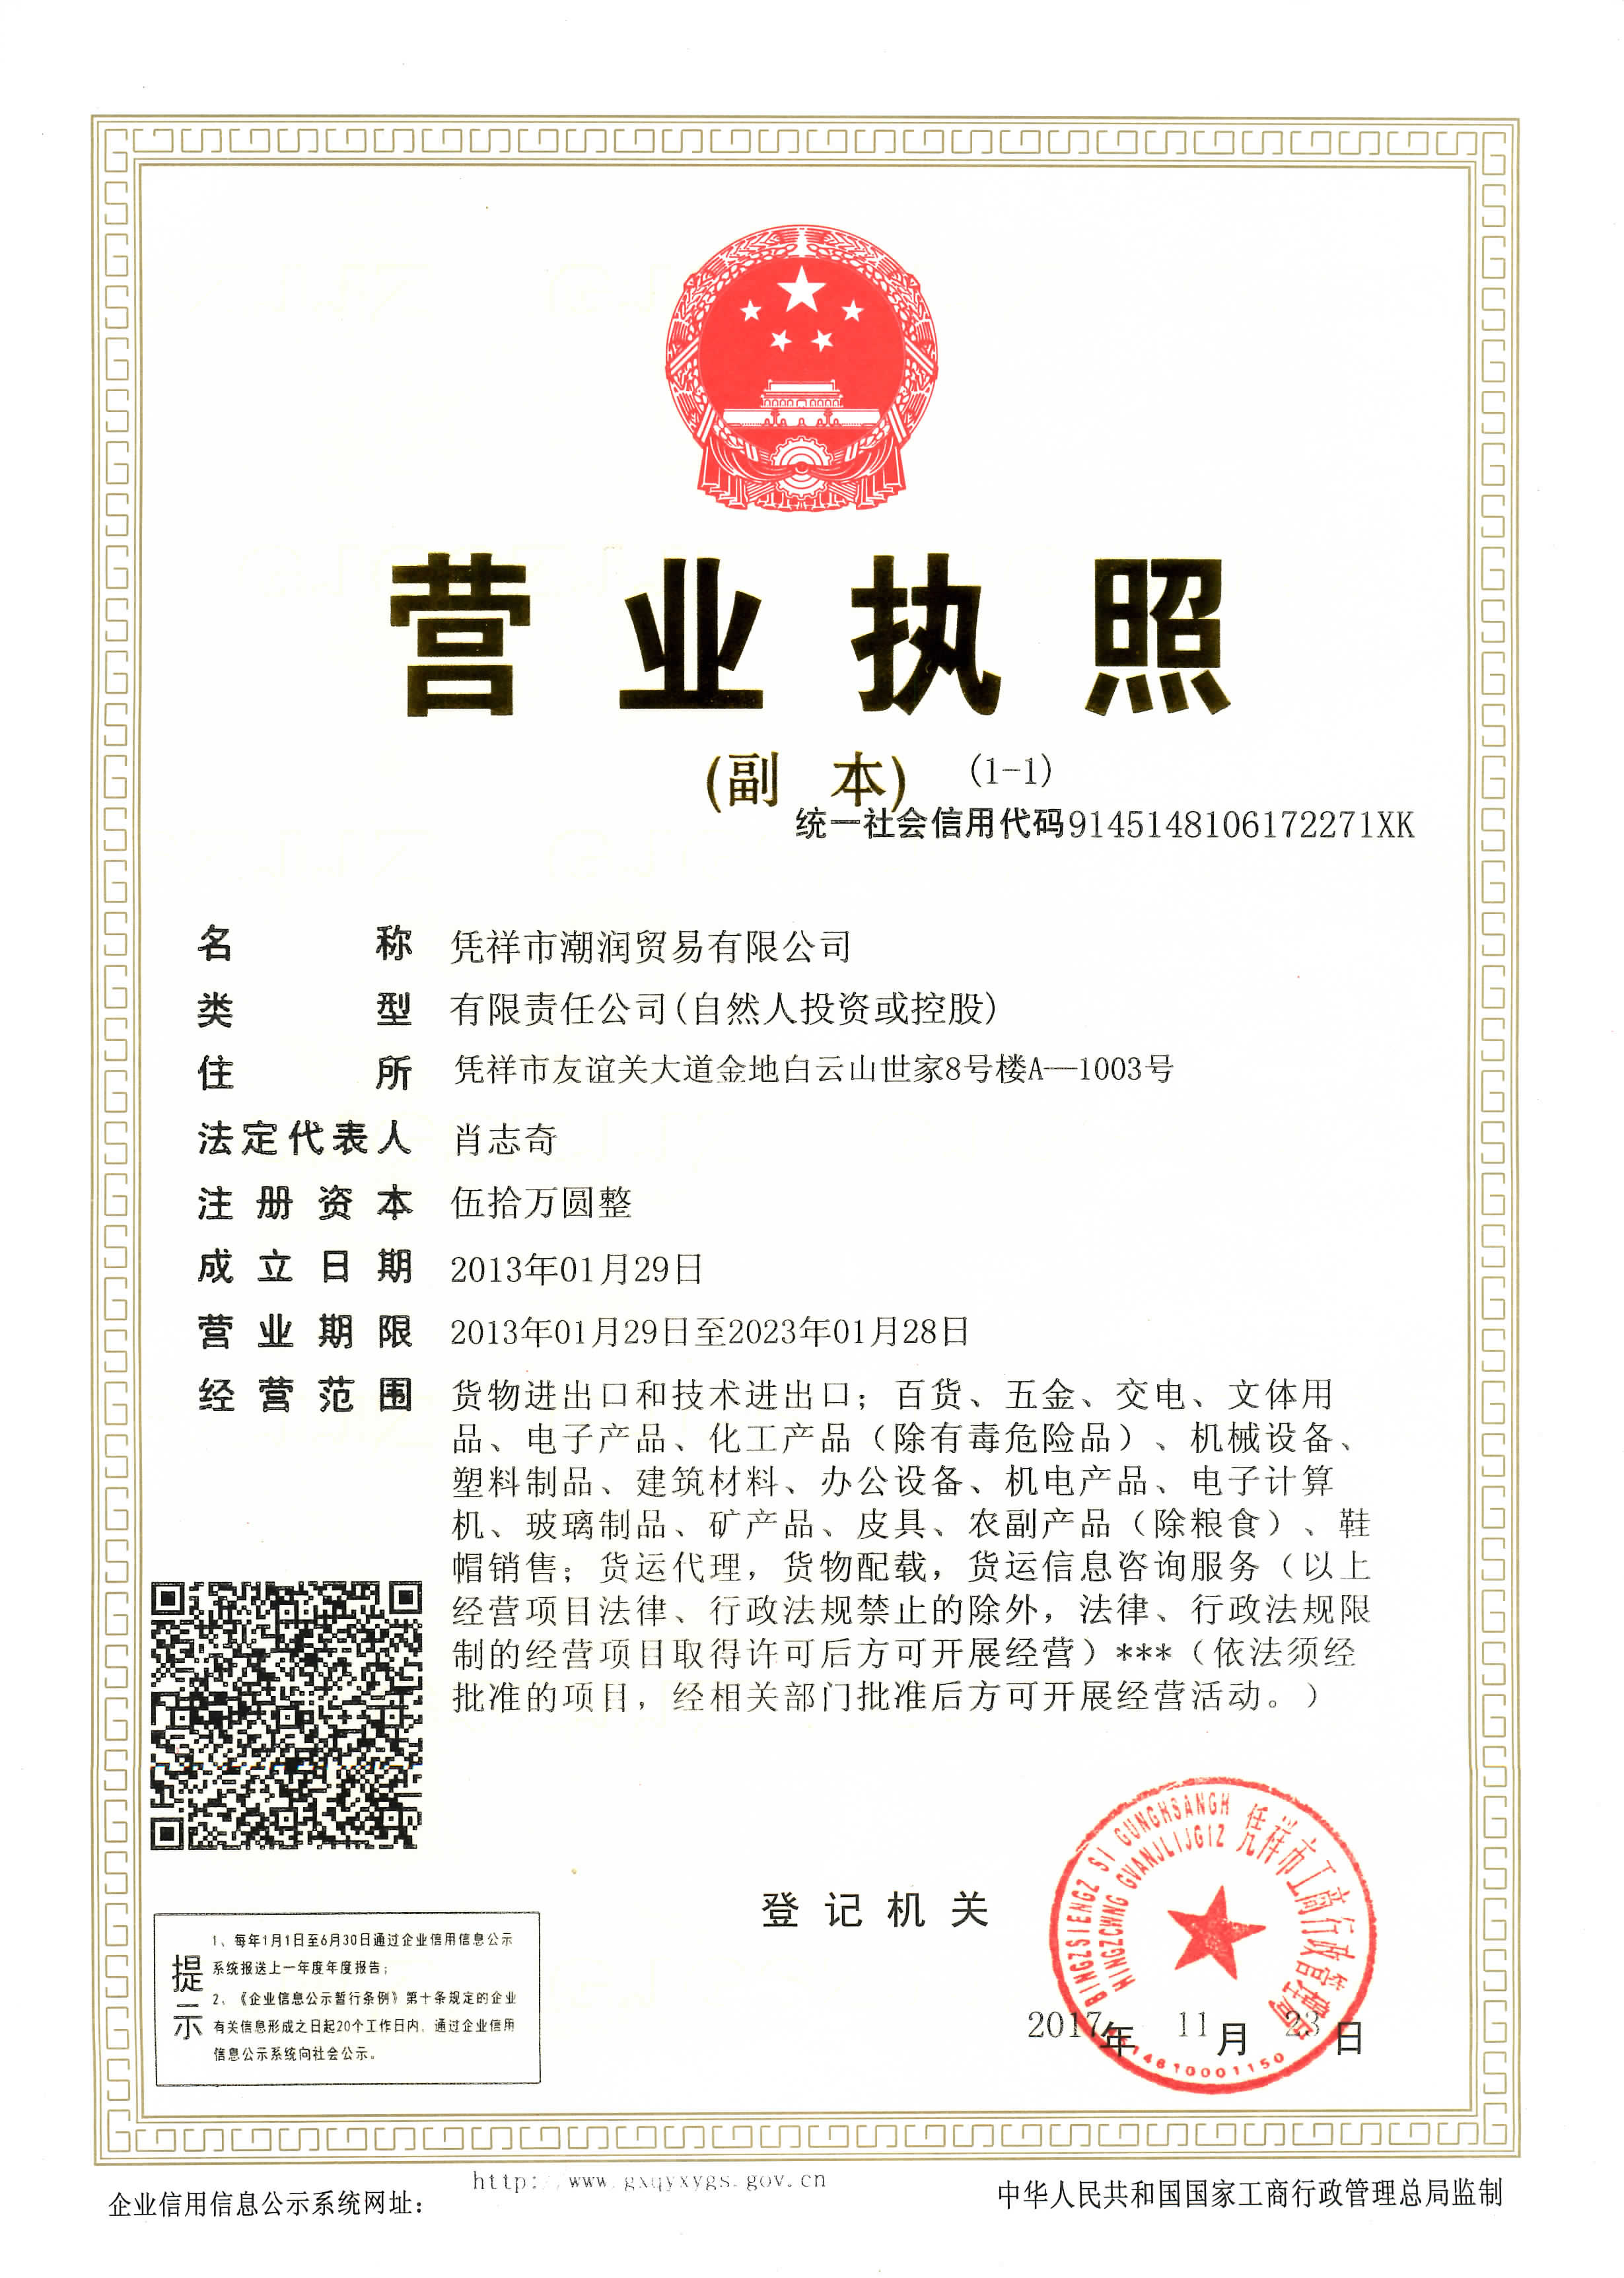 营业执照
(副 本) (1-1)
统一社会信用代码9145148106172271XK
名称 凭祥市潮润贸易有限公司
类型 有限责任公司(自然人投资或控股)
住所 凭祥市友谊关大道金地白云山世家8号楼A—1003号
法定代表人 肖志奇
注册资本 伍拾万圆整
成立日期 2013年01月29日
营业期限 2013年01月29日至2023年01月28日
经营范围 货物进出口和技术进出口；百货、五金、交电、文体用
品、电子产品、化工产品（除有毒危险品）、机械设备、
塑料制品、建筑材料、办公设备、机电产品、电子计算
机、玻璃制品、矿产品、皮具、农副产品（除粮食）、鞋
帽销售；货运代理，货物配载，货运信息咨询服务（以上
经营项目法律、行政法规禁止的除外，法律、行政法规限
制的经营项目取得许可后方可开展经营）***（依法须经
批准的项目，经相关部门批准后方可开展经营活动。）
登记机关
BINGZSIENGZ SI GUNGHSANGH
HINGZCWNG GVANJLIJGIZ
凭祥市工商行政管理局
2017年 11月 23日
提示
1、每年1月1日至6月30日通过企业信用信息公示
系统报送上一年度年度报告；
2、《企业信息公示暂行条例》第十条规定的企业
有关信息形成之日起20个工作日内，通过企业信用
信息公示系统向社会公示。
企业信用信息公示系统网址： http://www.gxqyxygs.gov.cn
中华人民共和国国家工商行政管理总局监制